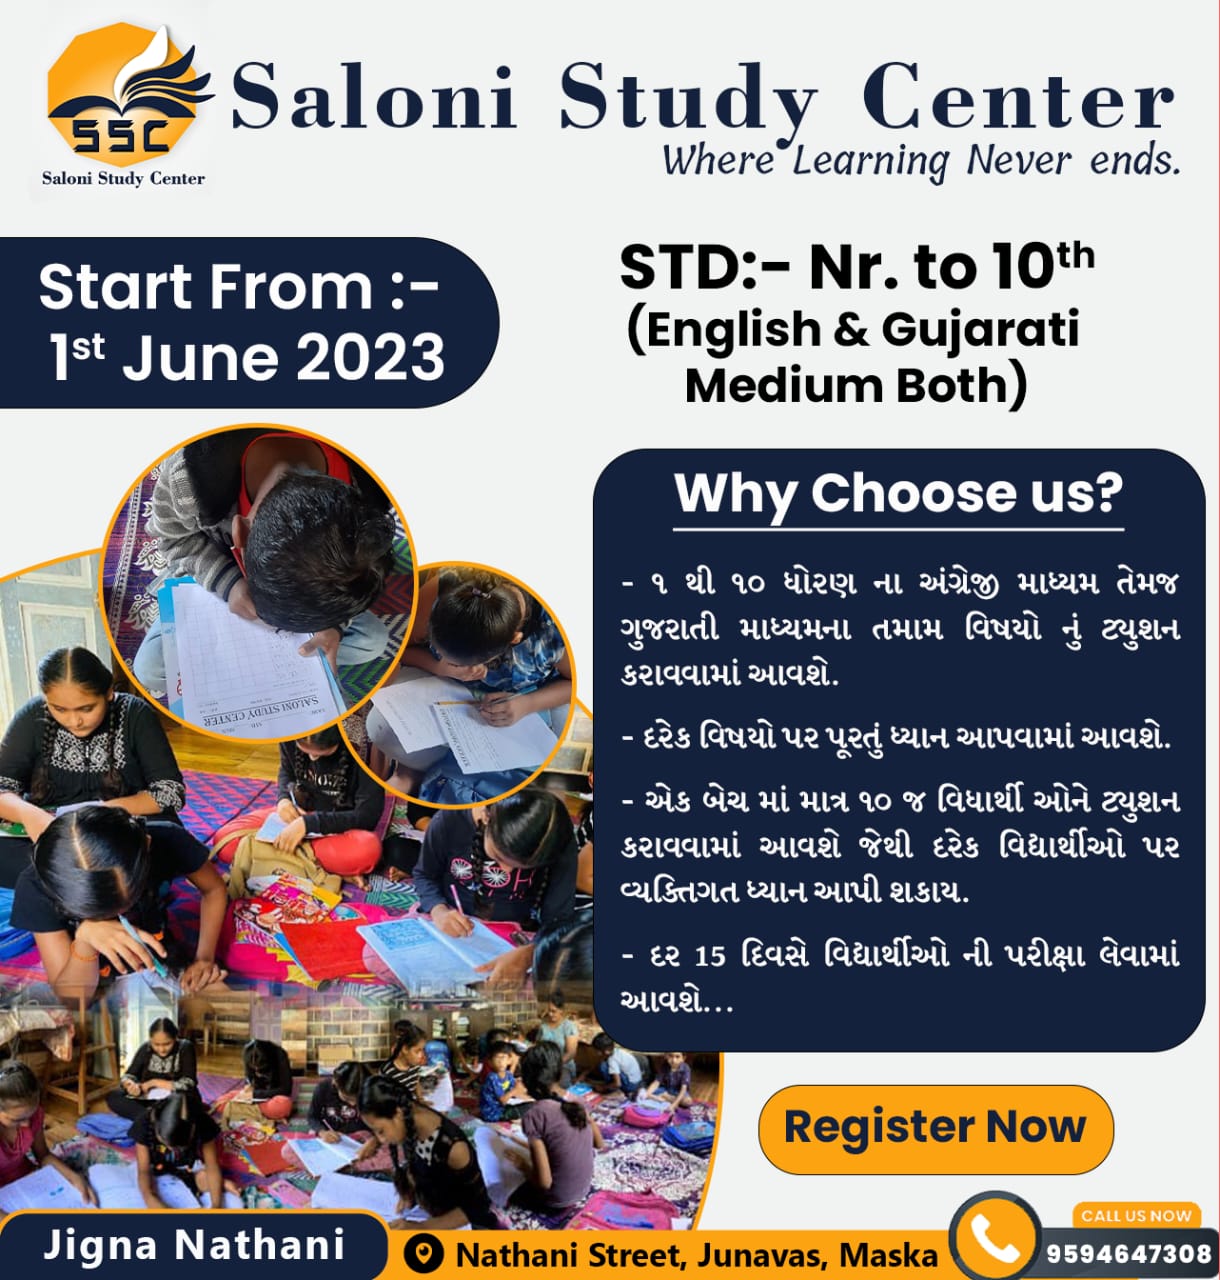 SSC
Saloni Study Center
Saloni Study Center
Where Learning Never ends.
Start From :-
1st June 2023
STD:- Nr. to 10th
(English & Gujarati
Medium Both)
Why Choose us?
- ૧ થી ૧૦ ધોરણ ના અંગ્રેજી માધ્યમ તેમજ
ગુજરાતી માધ્યમના તમામ વિષયો નું ટ્યુશન
કરાવવામાં આવશે.
- દરેક વિષયો પર પૂરતું ધ્યાન આપવામાં આવશે.
- એક બેચ માં માત્ર ૧૦ જ વિધાર્થી ઓને ટ્યુશન
કરાવવામાં આવશે જેથી દરેક વિદ્યાર્થીઓ પર
વ્યક્તિગત ધ્યાન આપી શકાય.
- દર 15 દિવસે વિદ્યાર્થીઓ ની પરીક્ષા લેવામાં
આવશે...
SALONI STUDY CENTER
Register Now
Jigna Nathani
Nathani Street, Junavas, Maska
CALL US NOW
9594647308